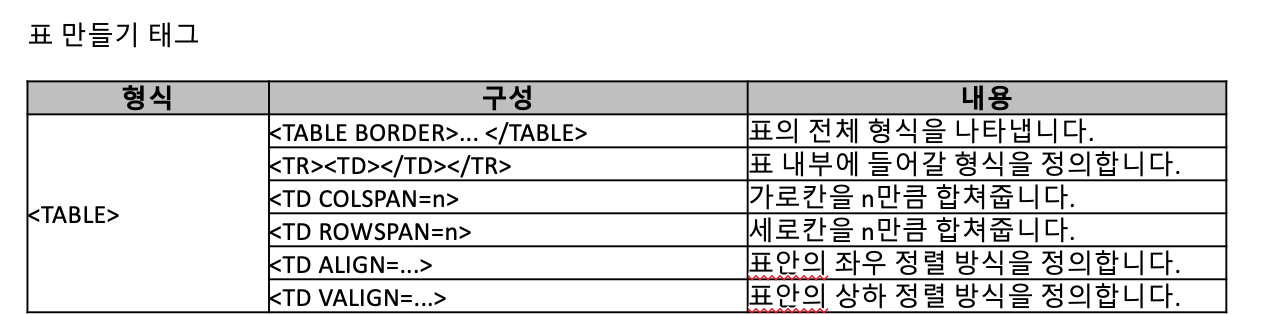 표 만들기 태그
형식 구성 내용
<TABLE BORDER>... </TABLE> 표의 전체 형식을 나타냅니다.
<TR><TD></TD></TR> 표 내부에 들어갈 형식을 정의합니다.
<TD COLSPAN=n> 가로칸을 n만큼 합쳐줍니다.
<TABLE>
<TD ROWSPAN=n> 세로칸을 n만큼 합쳐줍니다.
<TD ALIGN=...> 표안의 좌우 정렬 방식을 정의합니다.
<TD VALIGN=...> 표안의 상하 정렬 방식을 정의합니다.